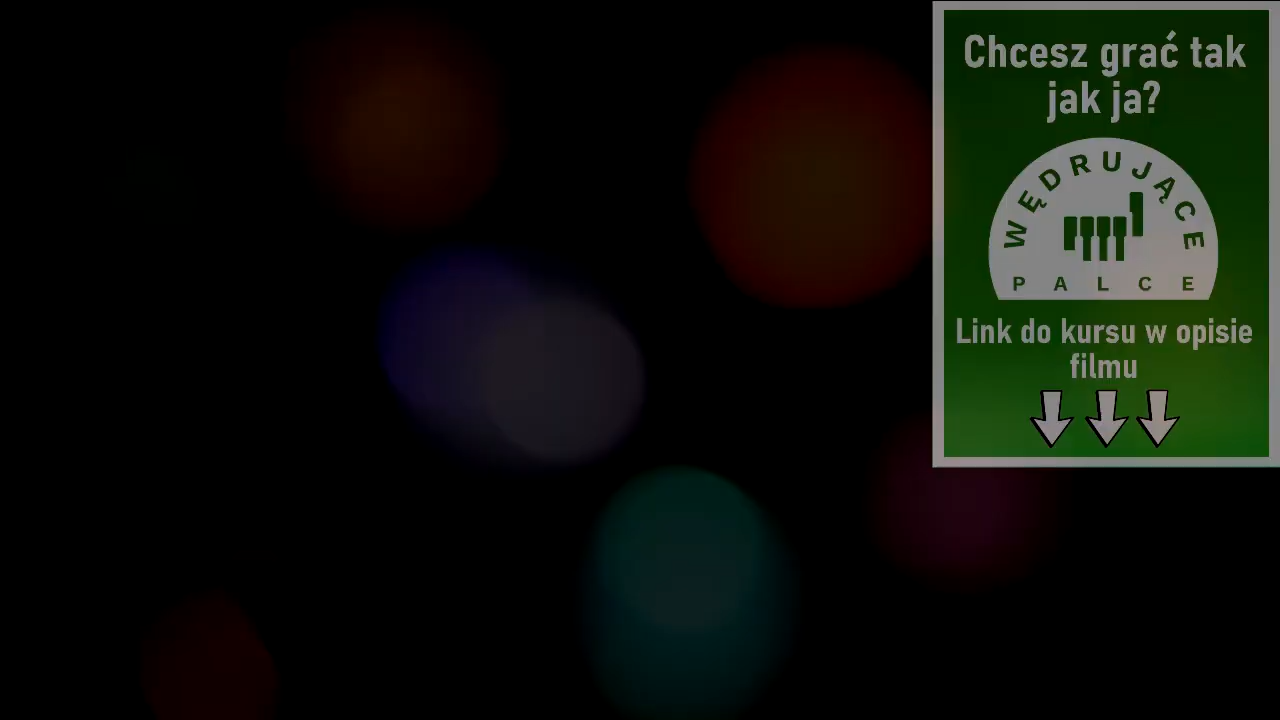 Chcesz grać tak
jak ja?
WĘDRUJĄCE
PALCE
Link do kursu w opisie
filmu